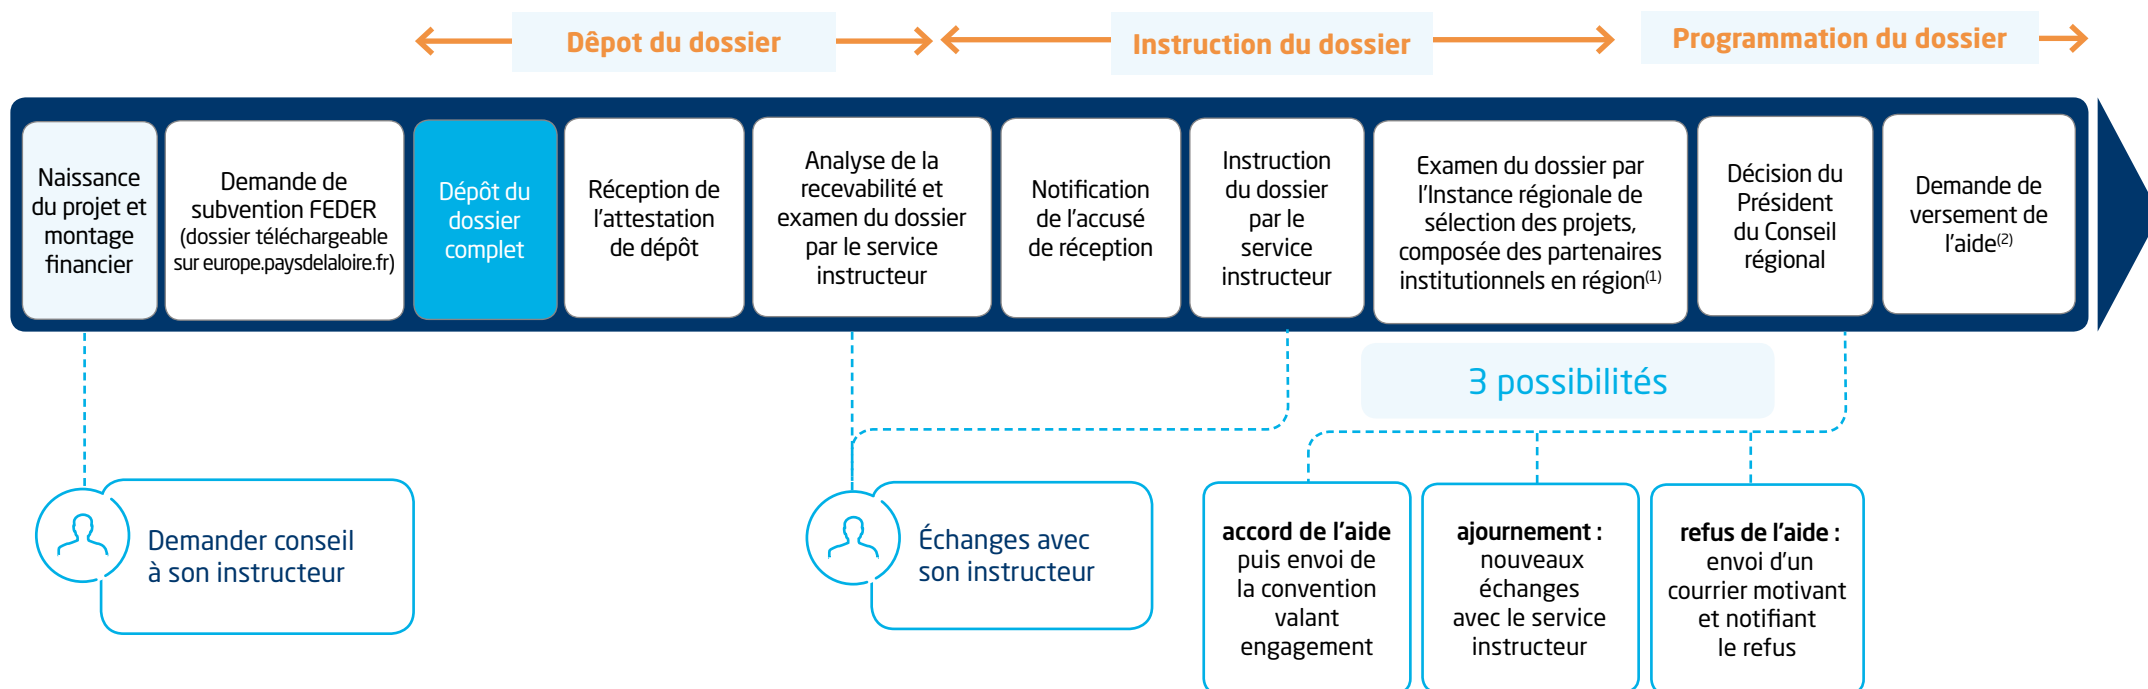 Dêpot du dossier
Instruction du dossier
Programmation du dossier
Naissance
du projet et
montage
financier
Demande de
subvention FEDER
(dossier téléchargeable
sur europe.paysdelaloire.fr)
Dépôt du
dossier
complet
Réception de
l'attestation
de dépôt
Analyse de la
recevabilité et
examen du dossier
par le service
instructeur
Notification
de l'accusé
de réception
Instruction
du dossier
par le
service
instructeur
Examen du dossier par
l'Instance régionale de
sélection des projets,
composée des partenaires
institutionnels en région(1)
Décision du
Président
du Conseil
régional
Demande de
versement de
l'aide(2)
3 possibilités
Demander conseil
à son instructeur
Échanges avec
son instructeur
accord de l'aide
puis envoi de
la convention
valant
engagement
ajournement :
nouveaux
échanges
avec le service
instructeur
refus de l'aide :
envoi d'un
courrier motivant
et notifiant
le refus